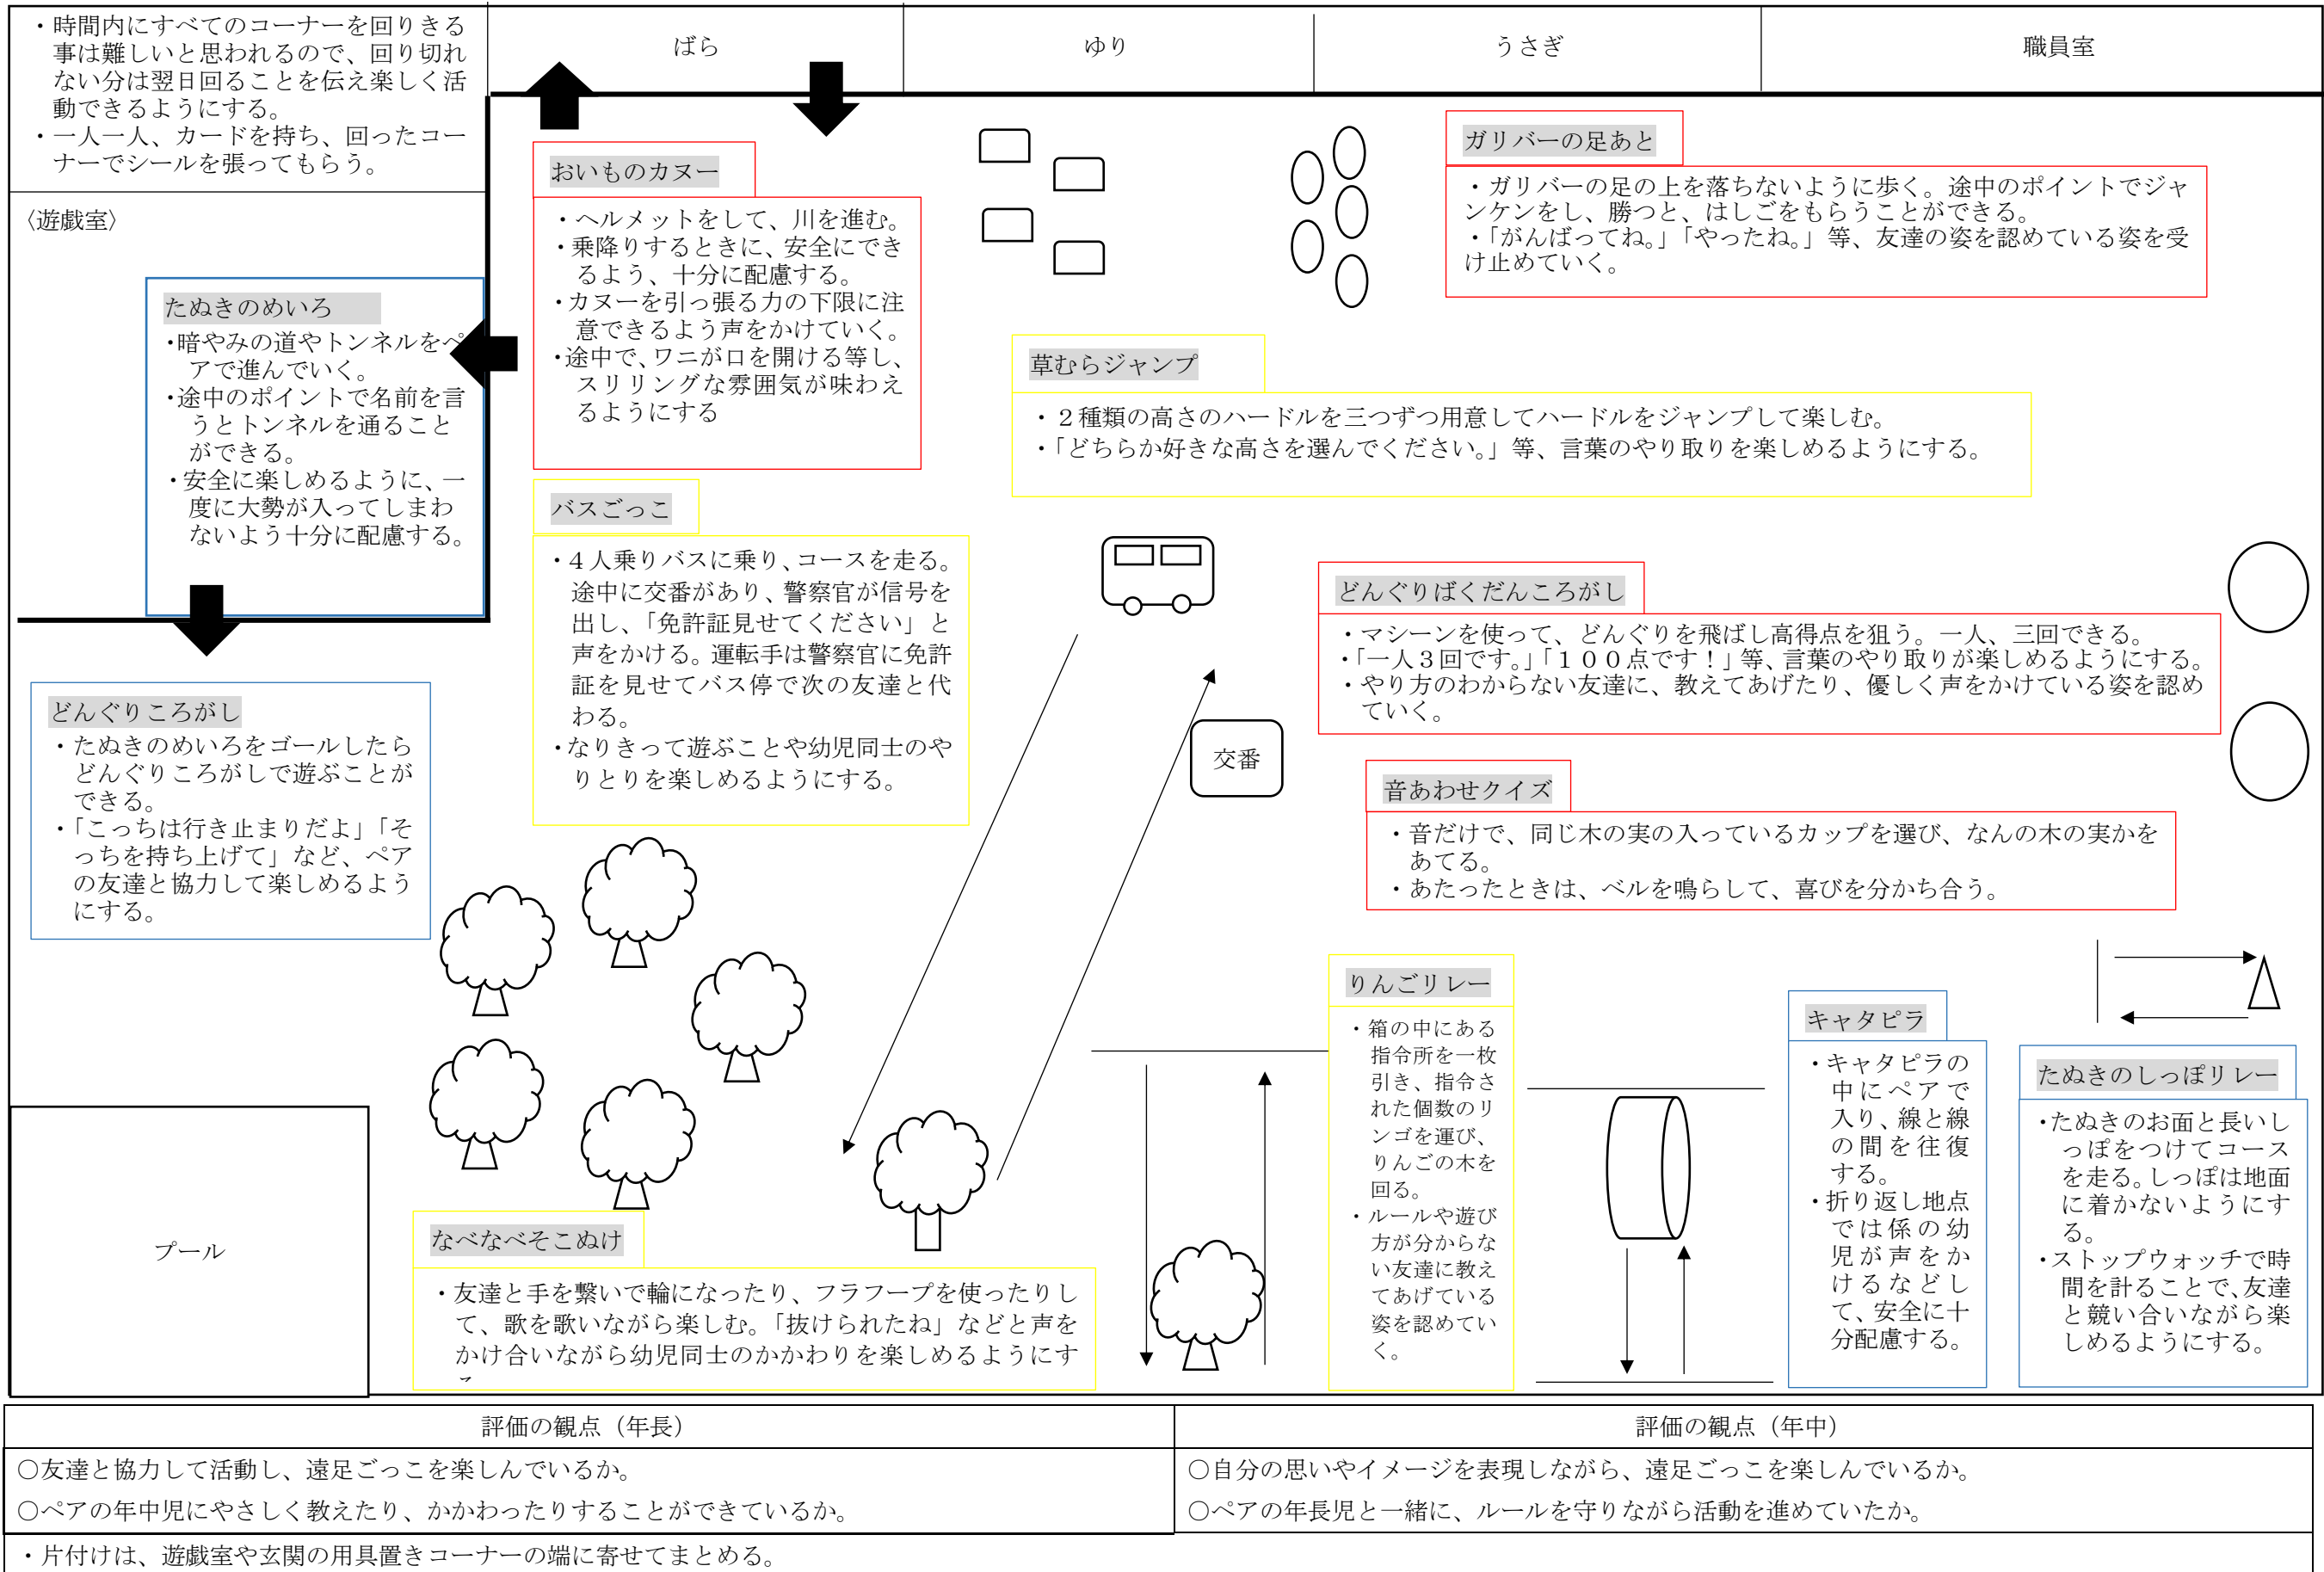 ・時間内にすべてのコーナーを回りきる
事は難しいと思われるので、回り切れ
ない分は翌日回ることを伝え楽しく活
動できるようにする。
・一人一人、カードを持ち、回ったコー
ナーでシールを張ってもらう。
ばら
ゆり
うさぎ
職員室
〈遊戯室〉
たぬきのめいろ
・暗やみの道やトンネルをペ
アで進んでいく。
・途中のポイントで名前を言
うとトンネルを通ること
ができる。
・安全に楽しめるように、一
度に大勢が入ってしまわ
ないよう十分に配慮する。
おいものカヌー
・ヘルメットをして、川を進む。
・乗降りするときに、安全にでき
るよう、十分に配慮する。
・カヌーを引っ張る力の下限に注
意できるよう声をかけていく。
・途中で、ワニが口を開ける等し、
スリリングな雰囲気が味わえ
るようにする
ガリバーの足あと
・ガリバーの足の上を落ちないように歩く。途中のポイントでジャ
ンケンをし、勝つと、はしごをもらうことができる。
・「がんばってね。」「やったね。」等、友達の姿を認めている姿を受
け止めていく。
草むらジャンプ
・２種類の高さのハードルを三つずつ用意してハードルをジャンプして楽しむ。
・「どちらか好きな高さを選んでください。」等、言葉のやり取りを楽しめるようにする。
バスごっこ
・４人乗りバスに乗り、コースを走る。
途中に交番があり、警察官が信号を
出し、「免許証見せてください」と
声をかける。運転手は警察官に免許
証を見せてバス停で次の友達と代
わる。
・なりきって遊ぶことや幼児同士のや
りとりを楽しめるようにする。
どんぐりばくだんころがし
・マシーンを使って、どんぐりを飛ばし高得点を狙う。一人、三回できる。
・「一人３回です。」「１００点です！」等、言葉のやり取りが楽しめるようにする。
・やり方のわからない友達に、教えてあげたり、優しく声をかけている姿を認め
ていく。
交番
どんぐりころがし
・たぬきのめいろをゴールしたら
どんぐりころがしで遊ぶことが
できる。
・「こっちは行き止まりだよ」「そ
っちを持ち上げて」など、ペア
の友達と協力して楽しめるよう
にする。
音あわせクイズ
・音だけで、同じ木の実の入っているカップを選び、なんの木の実かを
あてる。
・あたったときは、ベルを鳴らして、喜びを分かち合う。
りんごリレー
・箱の中にある
指令所を一枚
引き、指令さ
れた個数のリ
ンゴを運び、
りんごの木を
回る。
・ルールや遊び
方が分からな
い友達に教え
てあげている
姿を認めてい
く。
キャタピラ
・キャタピラの
中にペアで
入り、線と線
の間を往復
する。
・折り返し地点
では係の幼
児が声をか
けるなどし
て、安全に十
分配慮する。
たぬきのしっぽリレー
・たぬきのお面と長いし
っぽをつけてコース
を走る。しっぽは地面
に着かないようにす
る。
・ストップウォッチで時
間を計ることで、友達
と競い合いながら楽
しめるようにする。
プール
なべなべそこぬけ
・友達と手を繋いで輪になったり、フラフープを使ったりし
て、歌を歌いながら楽しむ。「抜けられたね」などと声を
かけ合いながら幼児同士のかかわりを楽しめるようにす
評価の観点（年長）
評価の観点（年中）
○友達と協力して活動し、遠足ごっこを楽しんでいるか。
○ペアの年中児にやさしく教えたり、かかわったりすることができているか。
○自分の思いやイメージを表現しながら、遠足ごっこを楽しんでいるか。
○ペアの年長児と一緒に、ルールを守りながら活動を進めていたか。
・片付けは、遊戯室や玄関の用具置きコーナーの端に寄せてまとめる。